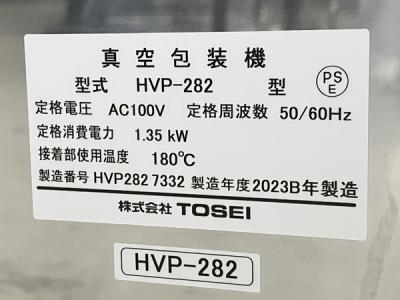 真空包装機
型式 HVP-282 型 PSE
定格電圧 AC100V 定格周波数 50/60Hz
定格消費電力 1.35 kW
接着部使用温度 180℃
製造番号 HVP282 7332 製造年度 2023B年製造
株式会社 TOSEI
HVP-282